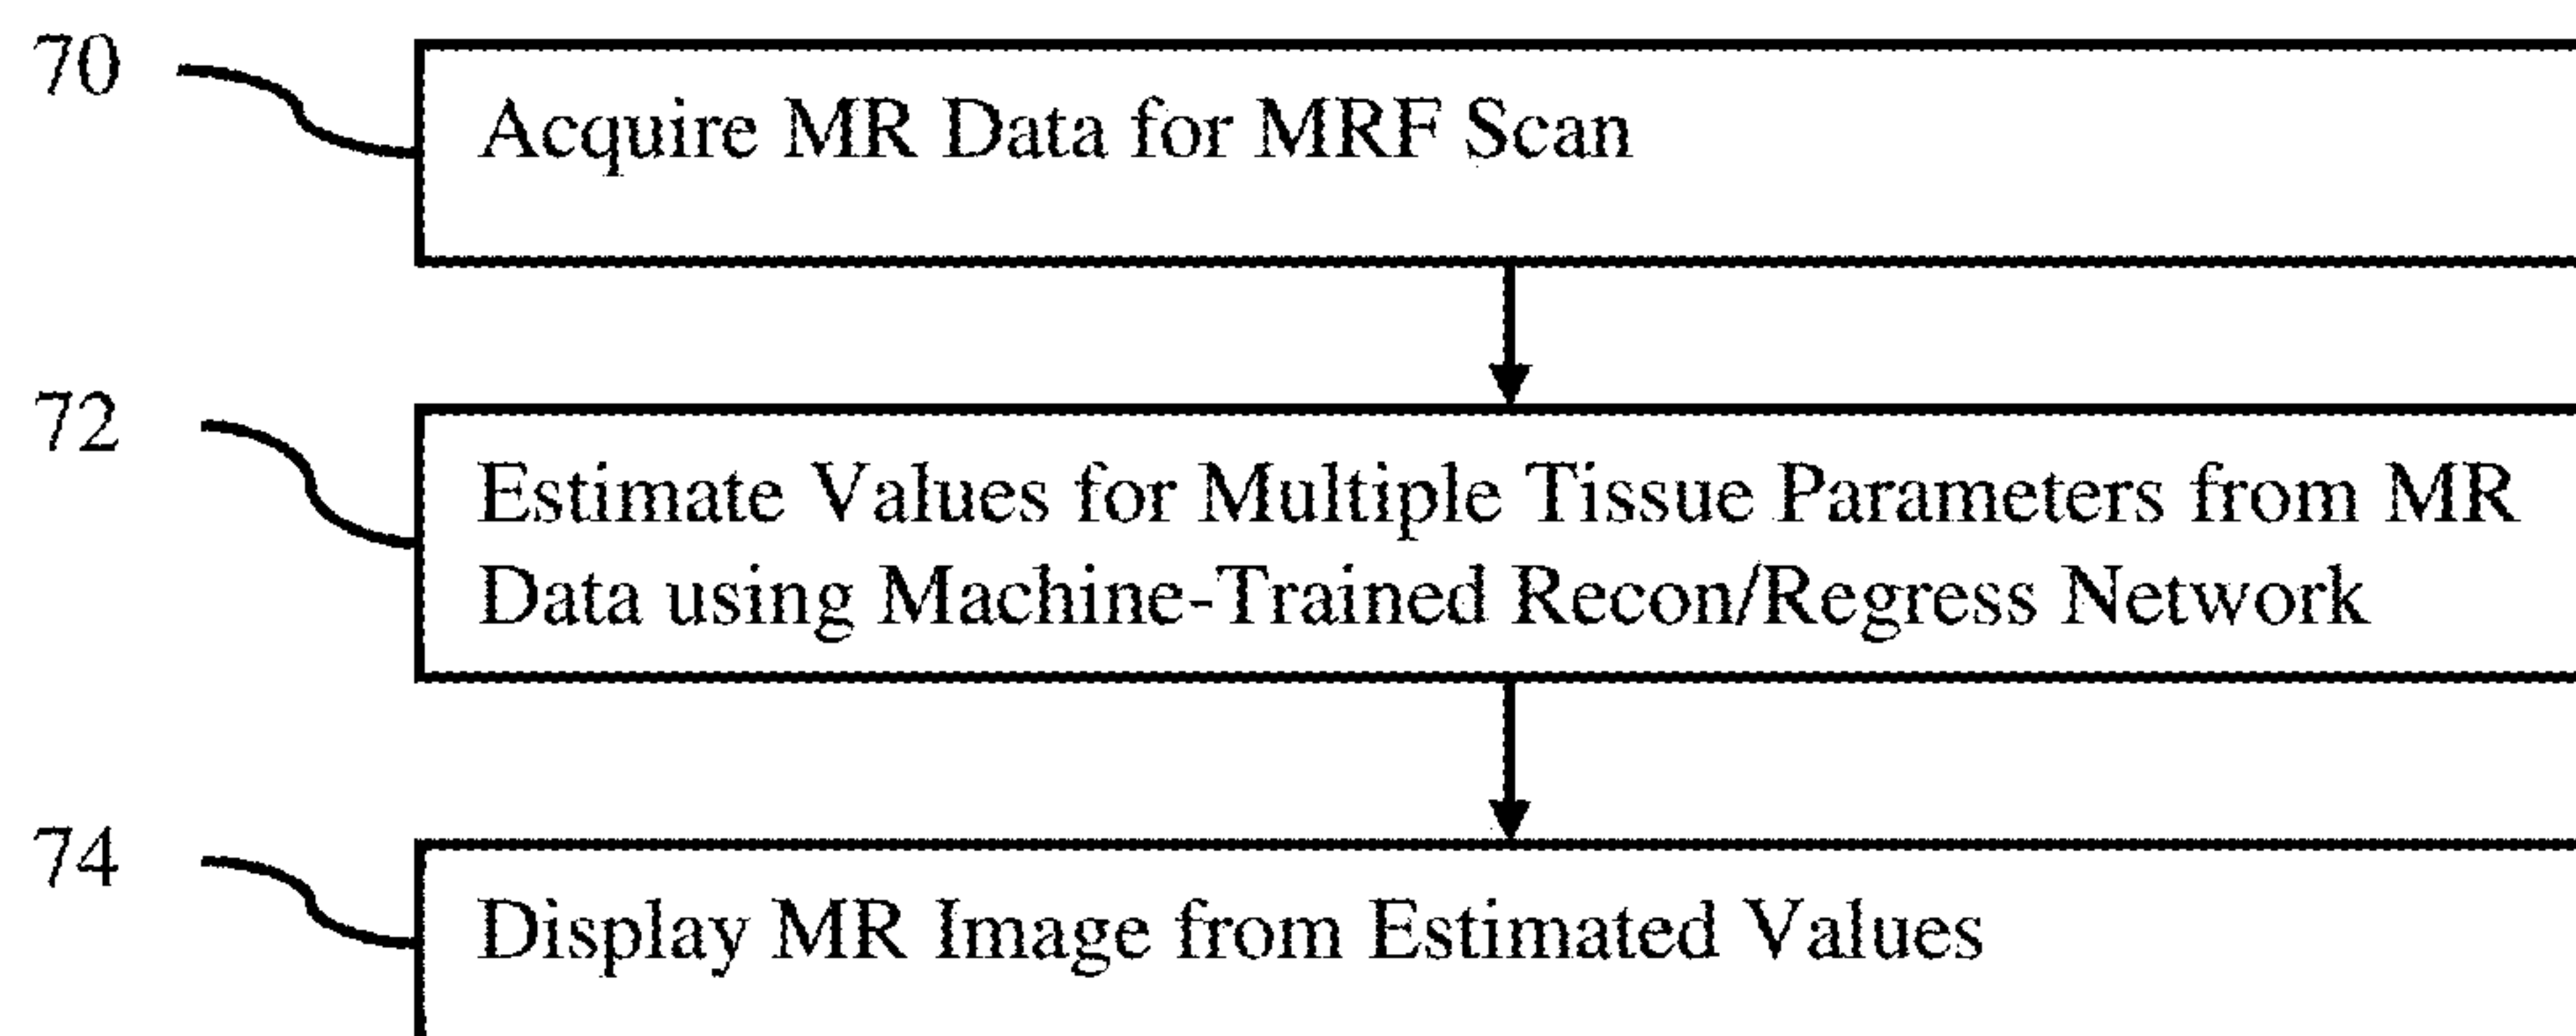 70
Acquire MR Data for MRF Scan
72
Estimate Values for Multiple Tissue Parameters from MR
Data using Machine-Trained Recon/Regress Network
74
Display MR Image from Estimated Values